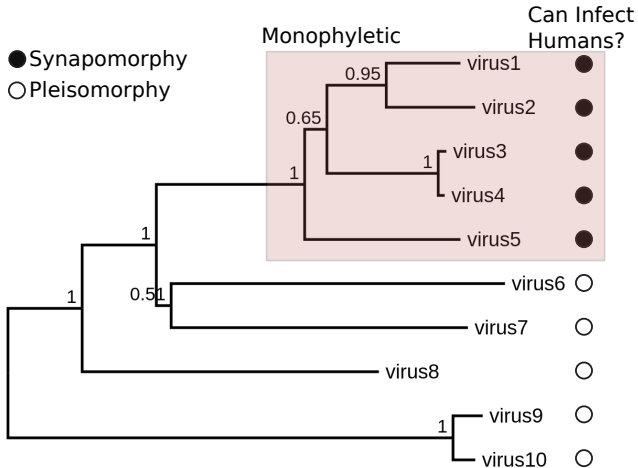 Can Infect
Humans?
Monophyletic
Synapomorphy
Pleisomorphy
0.95
virus1
virus2
0.65
1
virus3
virus4
1
virus5
1
0.51
virus6
virus7
1
virus8
1
virus9
virus10